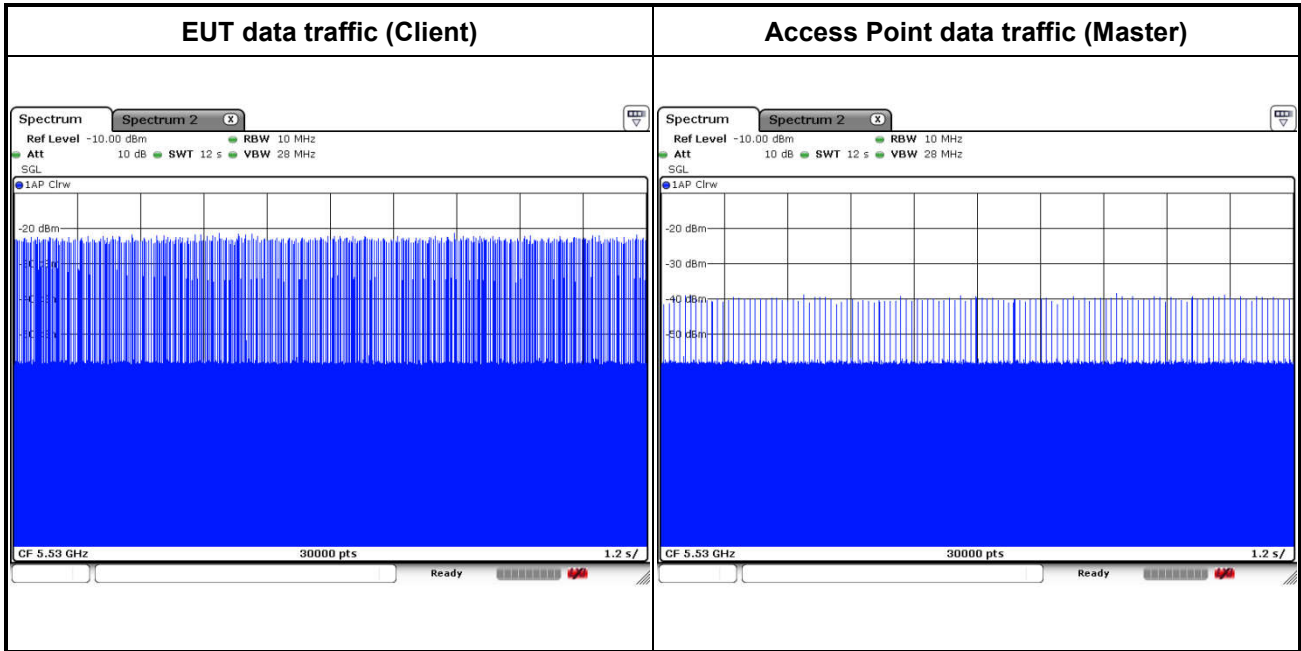 EUT data traffic (Client)
Access Point data traffic (Master)
Spectrum Spectrum 2 X
Ref Level -10.00 dBm RBW 10 MHz
Att 10 dB SWT 12 s VBW 28 MHz
SGL
1AP Clrw
-20 dBm
CF 5.53 GHz 30000 pts 1.2 s/
Ready
Spectrum Spectrum 2 X
Ref Level -10.00 dBm RBW 10 MHz
Att 10 dB SWT 12 s VBW 28 MHz
SGL
1AP Clrw
-20 dBm
-30 dBm
-40 dBm
-50 dBm
CF 5.53 GHz 30000 pts 1.2 s/
Ready